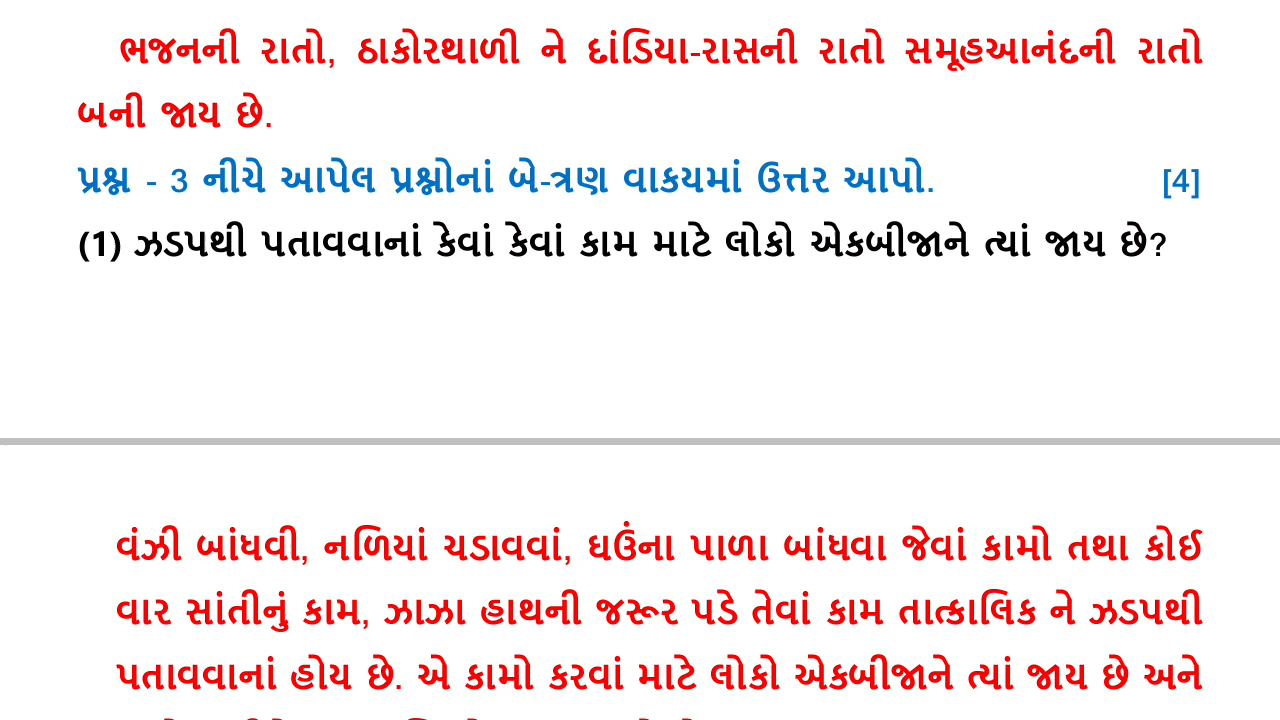 ભજનની રાતો, ઠાકોરથાળી ને દાંડિયા-રાસની રાતો સમૂહઆનંદની રાતો
બની જાય છે.
પ્રશ્ન - 3 નીચે આપેલ પ્રશ્નોનાં બે-ત્રણ વાકયમાં ઉત્તર આપો. [4]
(1) ઝડપથી પતાવવાનાં કેવાં કેવાં કામ માટે લોકો એકબીજાને ત્યાં જાય છે?
વંઝી બાંધવી, નળિયાં ચડાવવાં, ઘઉંના પાળા બાંધવા જેવાં કામો તથા કોઈ
વાર સાંતીનું કામ, ઝાઝા હાથની જરૂર પડે તેવાં કામ તાત્કાલિક ને ઝડપથી
પતાવવાનાં હોય છે. એ કામો કરવાં માટે લોકો એકબીજાને ત્યાં જાય છે અને